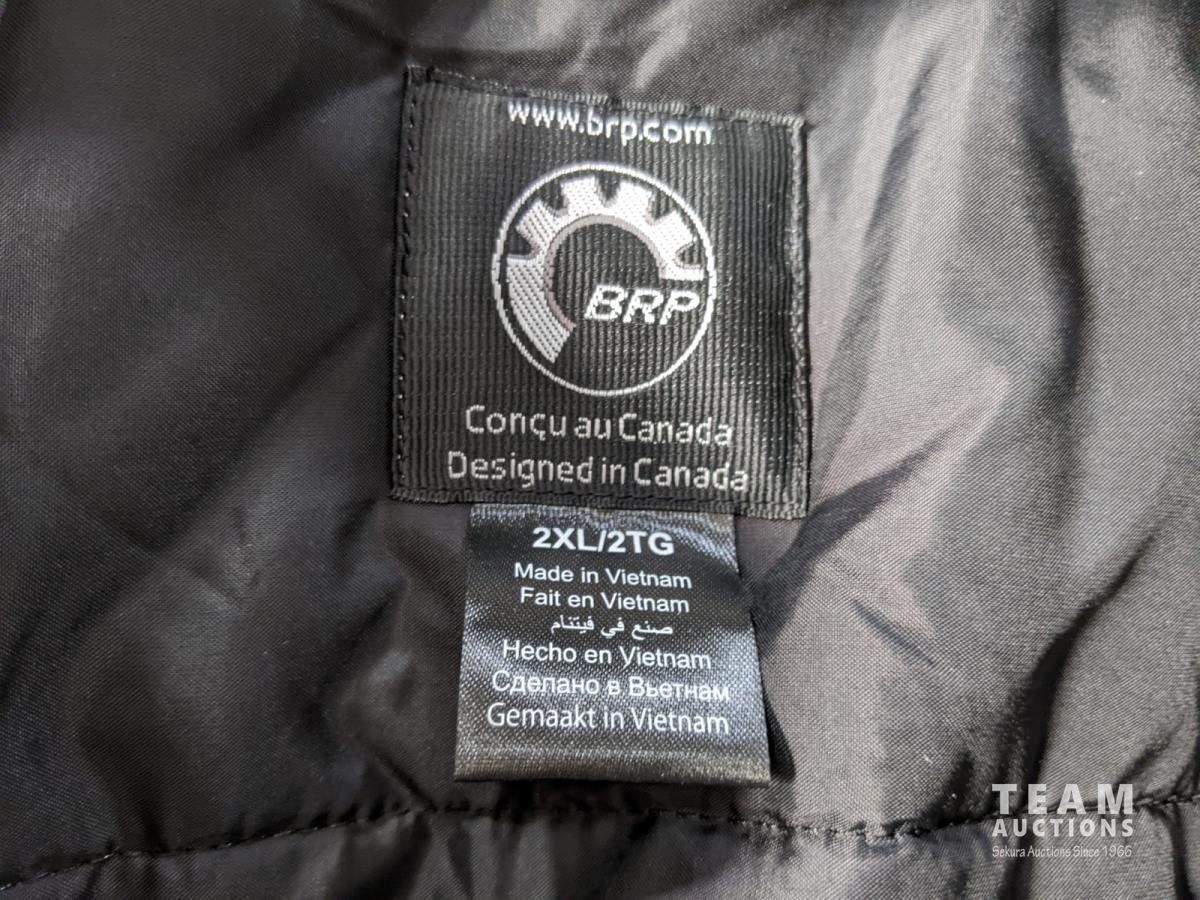 www.brp.com
BRP
Conçu au Canada
Designed in Canada
2XL/2TG
Made in Vietnam
Fait en Vietnam
صنع في فيتنام
Hecho en Vietnam
Сделано в Вьетнам
Gemaakt in Vietnam
TEAM
AUCTIONS
Sekura Auctions Since 1966